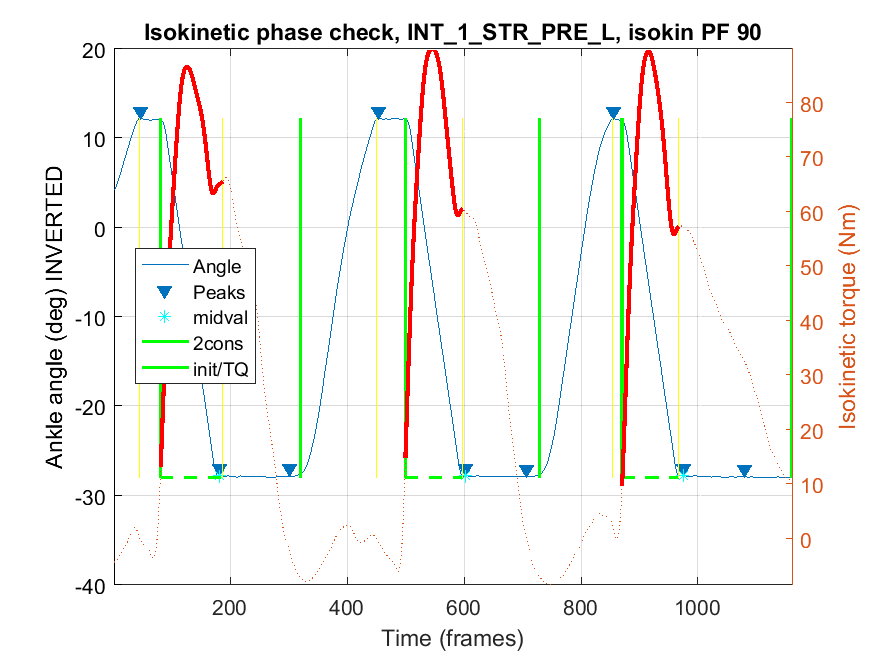 Isokinetic phase check, INT_1_STR_PRE_L, isokin PF 90
Ankle angle (deg) INVERTED
20
10
0
-10
-20
-30
-40
Angle
Peaks
midval
2cons
init/TQ
80
70
60
50
40
30
20
10
0
Isokinetic torque (Nm)
200
400
600
800
1000
Time (frames)